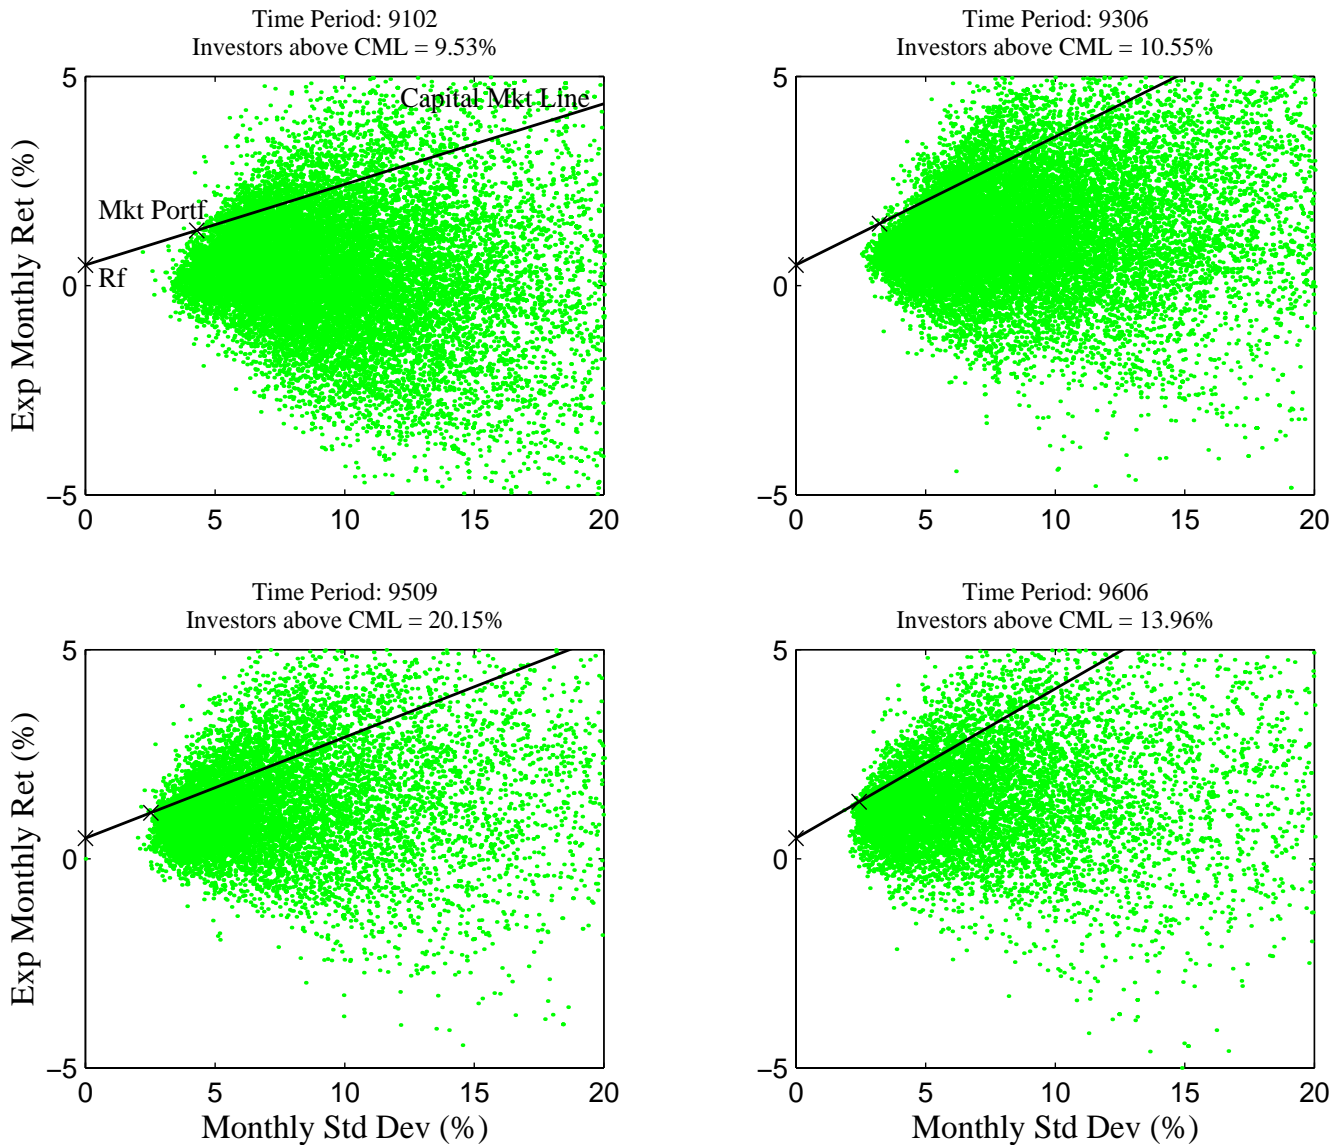 Time Period: 9102
Investors above CML = 9.53%
5
Capital Mkt Line
Mkt Portf
Rf
0
−5
0 5 10 15 20
Exp Monthly Ret (%)
Time Period: 9306
Investors above CML = 10.55%
5
0
−5
0 5 10 15 20
Time Period: 9509
Investors above CML = 20.15%
5
0
−5
0 5 10 15 20
Exp Monthly Ret (%)
Monthly Std Dev (%)
Time Period: 9606
Investors above CML = 13.96%
5
0
−5
0 5 10 15 20
Monthly Std Dev (%)